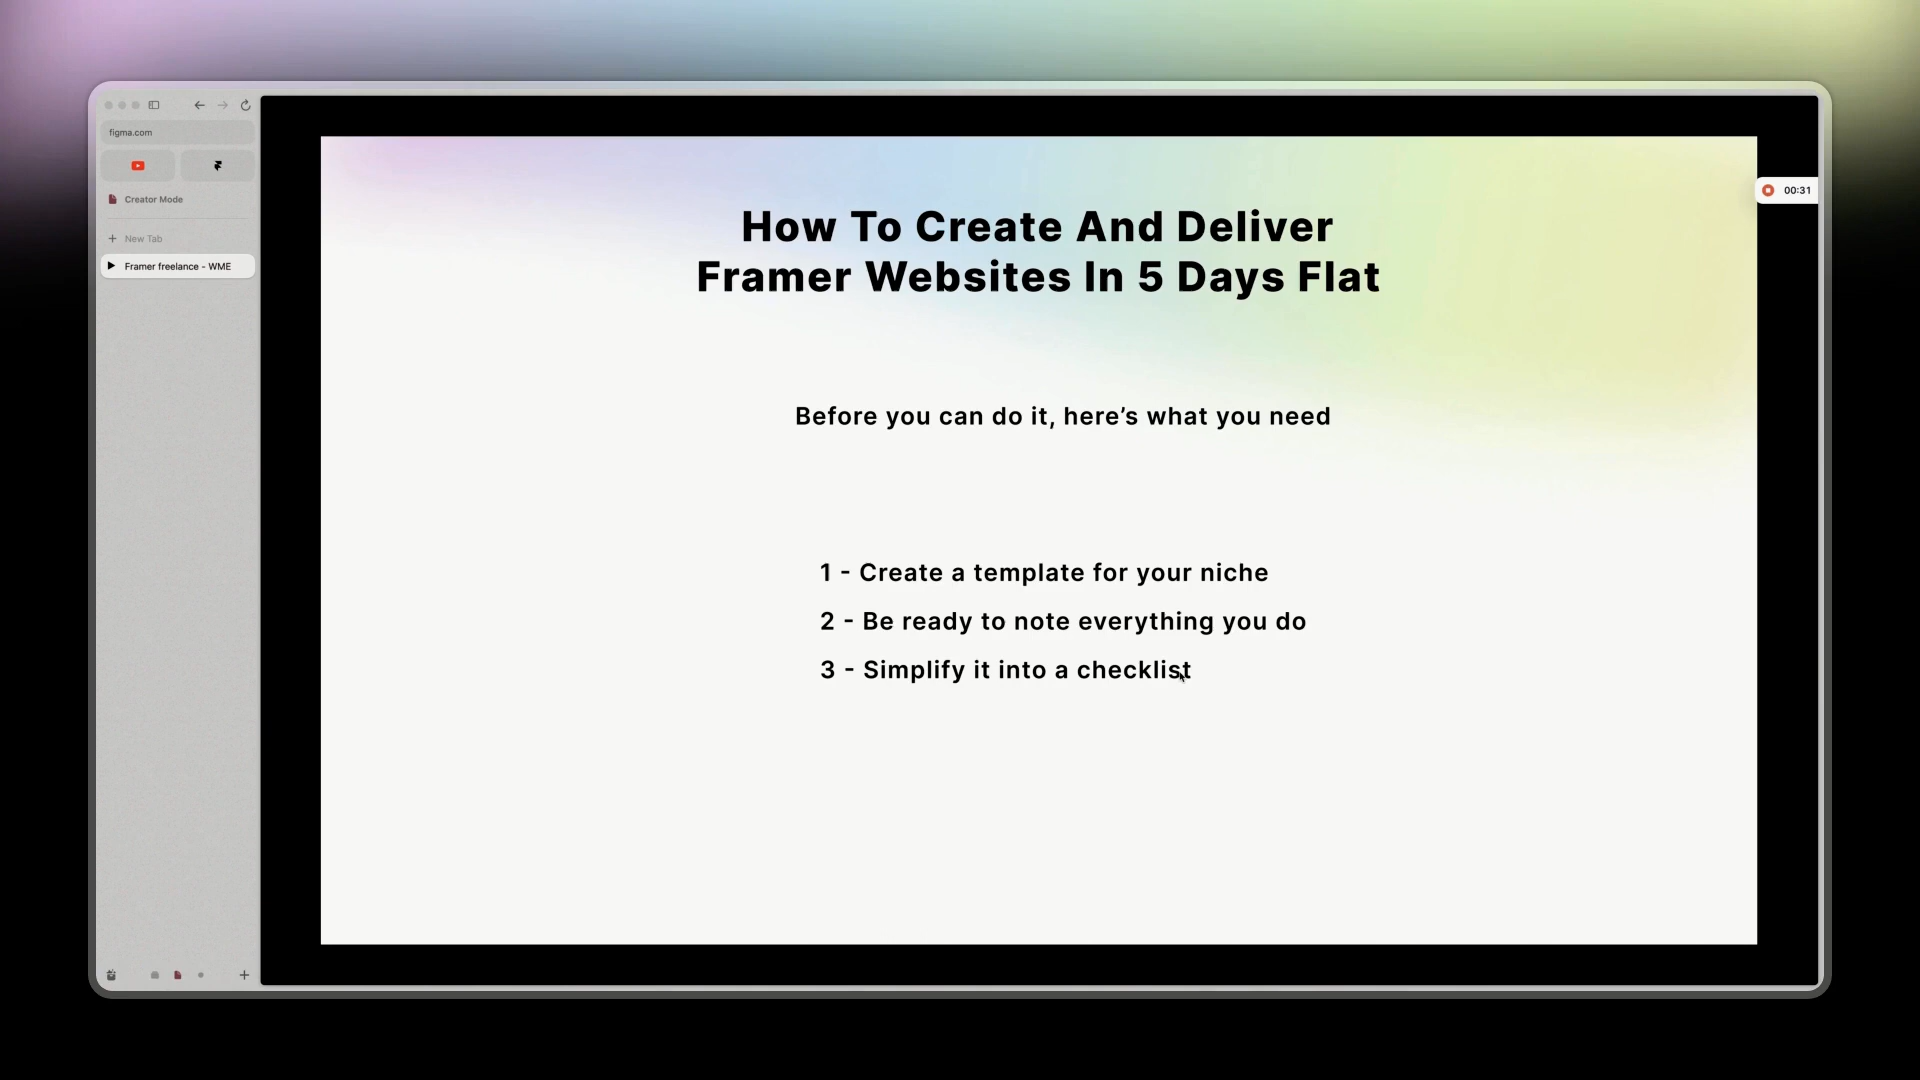 figma.com
Creator Mode
New Tab
Framer freelance - WME
00:31
How To Create And Deliver
Framer Websites In 5 Days Flat
Before you can do it, here’s what you need
1 - Create a template for your niche
2 - Be ready to note everything you do
3 - Simplify it into a checklist